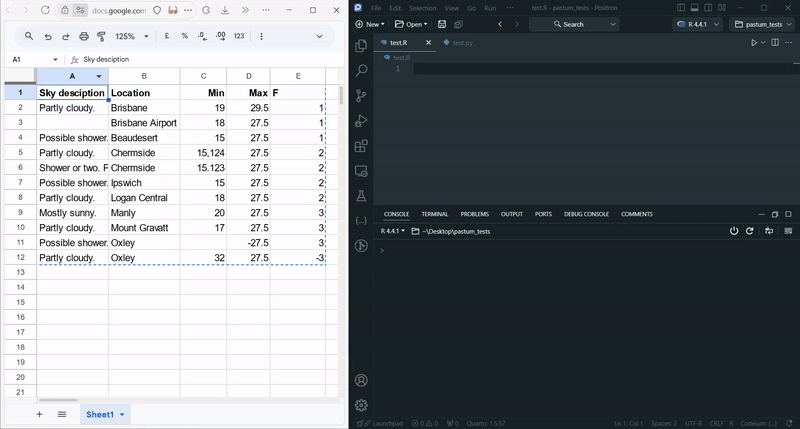 docs.google.com
125% £ % .0 .00 123
A1 fx Sky desciption
A B C D E
1 Sky desciption Location Min Max F
2 Partly cloudy. Brisbane 19 29.5 1
3 Brisbane Airport 18 27.5 1
4 Possible shower. Beaudesert 15 27.5 1
5 Partly cloudy. Chermside 15,124 27.5 2
6 Shower or two. F Chermside 15.123 27.5 2
7 Possible shower. Ipswich 15 27.5 2
8 Partly cloudy. Logan Central 18 27.5 2
9 Mostly sunny. Manly 20 27.5 3
10 Partly cloudy. Mount Gravatt 17 27.5 3
11 Possible shower. Oxley -27.5 3
12 Partly cloudy. Oxley 32 27.5 -3
13
14
15
16
17
18
19
20
21
Sheet1
File Edit Selection View Go Run ... test.R - pastum_tests - Positron
New Open Search R 4.4.1 pastum_tests
test.R test.py
test.R
1
CONSOLE TERMINAL PROBLEMS OUTPUT PORTS DEBUG CONSOLE COMMENTS
R 4.4.1 ~\Desktop\pastum_tests
>
Launchpad 0 0 0 Quarto: 1.5.57 Ln 1, Col 1 Spaces: 2 UTF-8 CRLF R Codeium: {...}